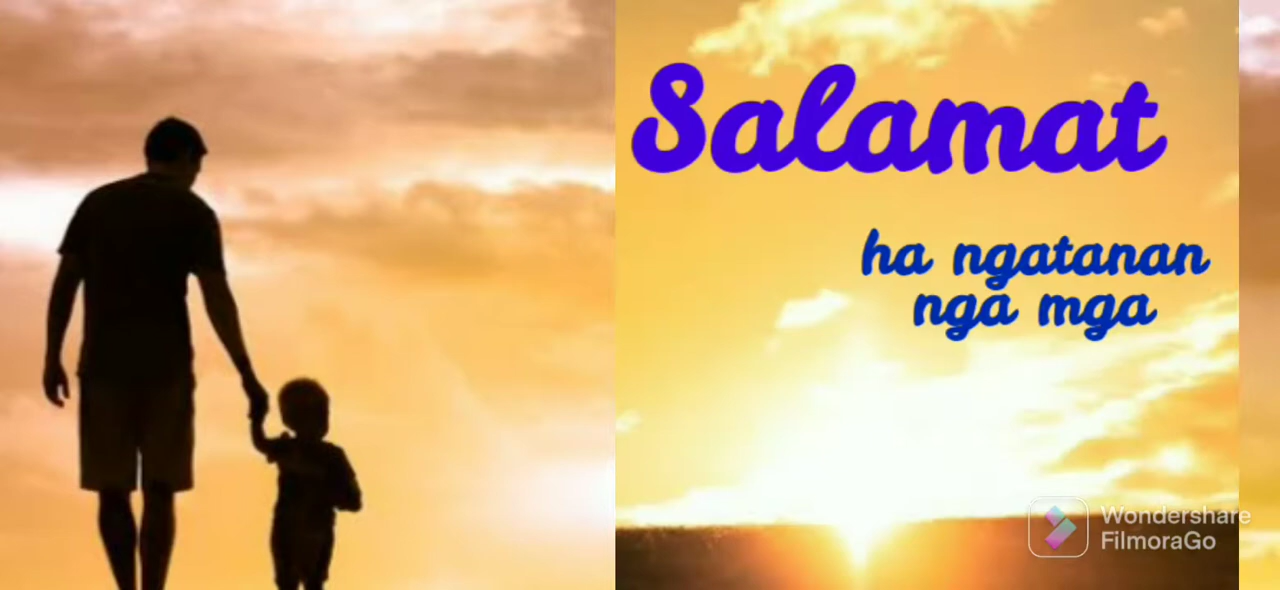 Salamat
ha ngatanan
nga mga
Wondershare
FilmoraGo